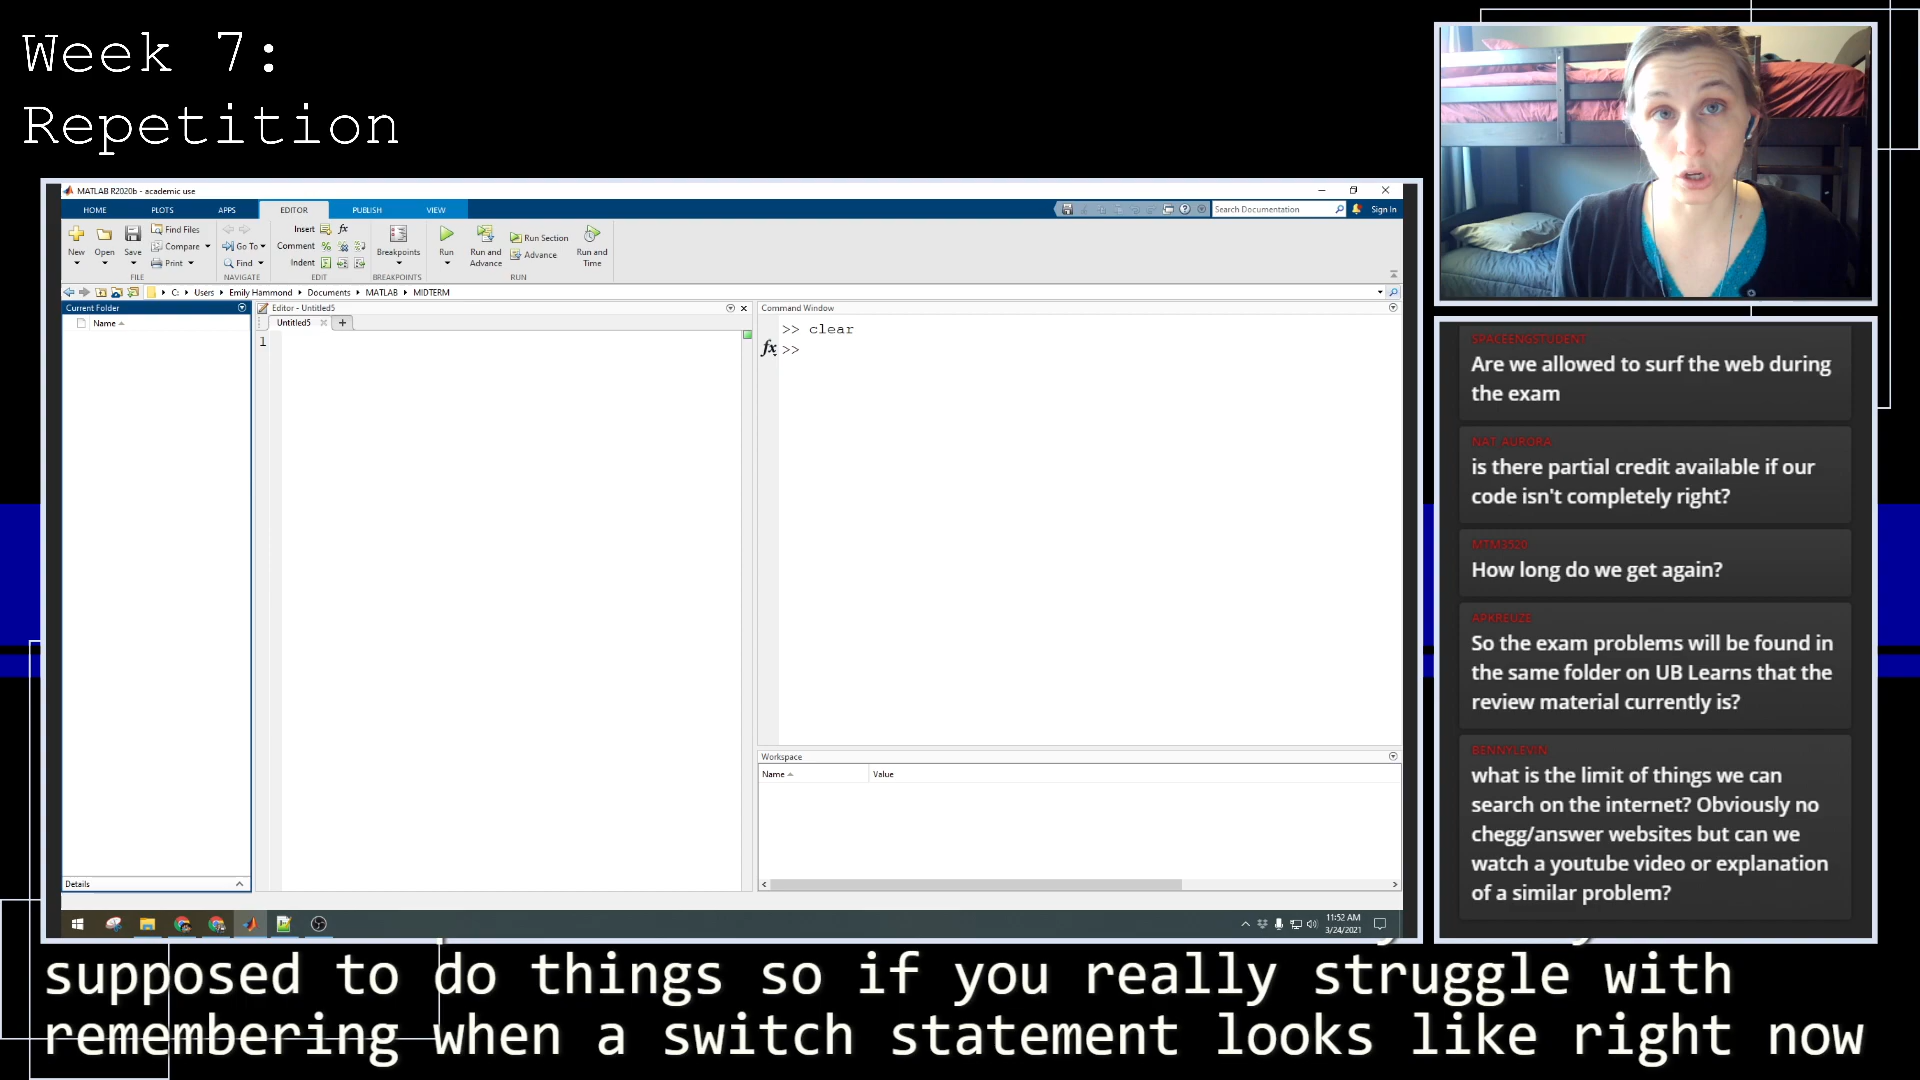 Week 7:
Repetition
MATLAB R2020b - academic use
HOME PLOTS APPS EDITOR PUBLISH VIEW
Search Documentation
Sign In
New
Open
Save
Find Files
Compare
Print
FILE
Go To
Find
NAVIGATE
Insert
Comment
Indent
EDIT
Breakpoints
BREAKPOINTS
Run
Run and
Advance
Run Section
Advance
Run and
Time
RUN
C: Users Emily Hammond Documents MATLAB MIDTERM
Current Folder
Name
Details
Editor - Untitled5
Untitled5
1
Command Window
>> clear
fx >>
Workspace
Name Value
11:52 AM
3/24/2021
SPACEENGSTUDENT
Are we allowed to surf the web during
the exam
NAT AURORA
is there partial credit available if our
code isn't completely right?
MTM3520
How long do we get again?
APKREUZE
So the exam problems will be found in
the same folder on UB Learns that the
review material currently is?
BENNYLEVIN
what is the limit of things we can
search on the internet? Obviously no
chegg/answer websites but can we
watch a youtube video or explanation
of a similar problem?
supposed to do things so if you really struggle with
remembering when a switch statement looks like right now